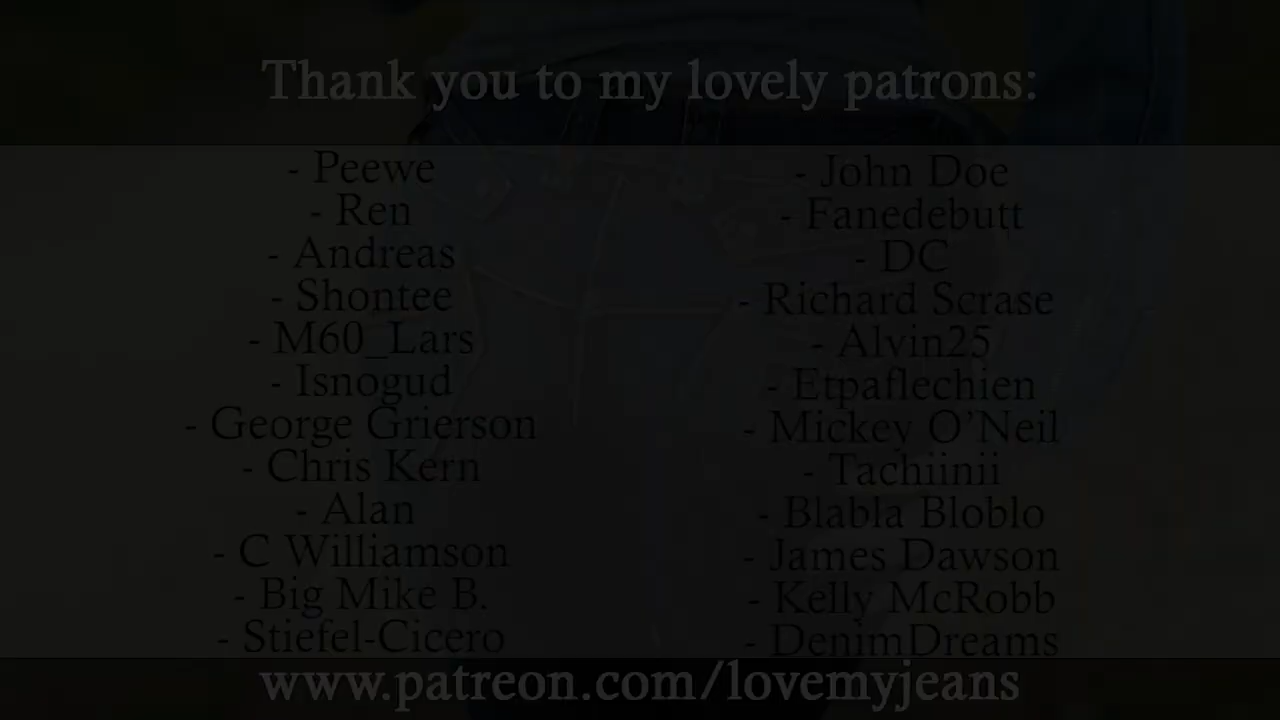 Thank you to my lovely patrons:
- Peewe
- Ren
- Andreas
- Shontee
- M60_Lars
- Isnogud
- George Grierson
- Chris Kern
- Alan
- C Williamson
- Big Mike B.
- Stiefel-Cicero
- John Doe
- Fanedebutt
- DC
- Richard Scrase
- Alvin25
- Etpaflechien
- Mickey O'Neil
- Tachiinii
- Blabla Bloblo
- James Dawson
- Kelly McRobb
- DenimDreams
www.patreon.com/lovemyjeans